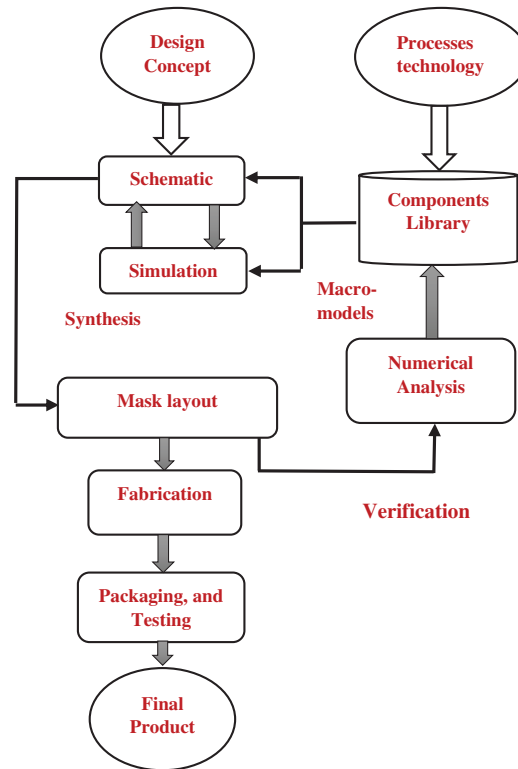 Design
Concept
Processes
technology
Schematic
Components
Library
Simulation
Macro-
models
Synthesis
Numerical
Analysis
Mask layout
Fabrication
Verification
Packaging, and
Testing
Final
Product